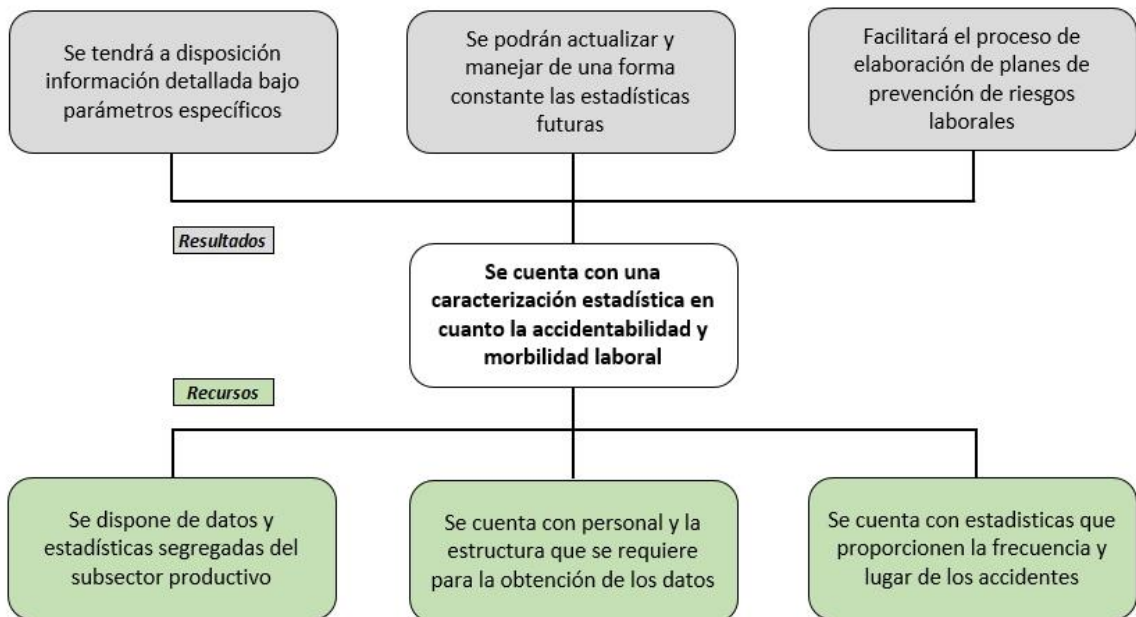 Se tendrá a disposición
información detallada bajo
parámetros específicos
Se podrán actualizar y
manejar de una forma
constante las estadísticas
futuras
Facilitará el proceso de
elaboración de planes de
prevención de riesgos
laborales
Resultados
Se cuenta con una
caracterización estadística en
cuanto la accidentabilidad y
morbilidad laboral
Recursos
Se dispone de datos y
estadísticas segregadas del
subsector productivo
Se cuenta con personal y la
estructura que se requiere
para la obtención de los datos
Se cuenta con estadisticas que
proporcionen la frecuencia y
lugar de los accidentes